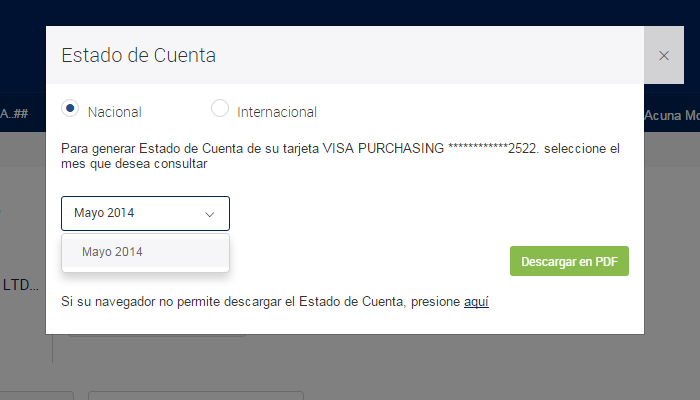 Estado de Cuenta
×
A..##
Nacional
Internacional
Acuna Mo
Para generar Estado de Cuenta de su tarjeta VISA PURCHASING ************2522. seleccione el
mes que desea consultar
Mayo 2014
Mayo 2014
Descargar en PDF
LTD...
Si su navegador no permite descargar el Estado de Cuenta, presione aquí